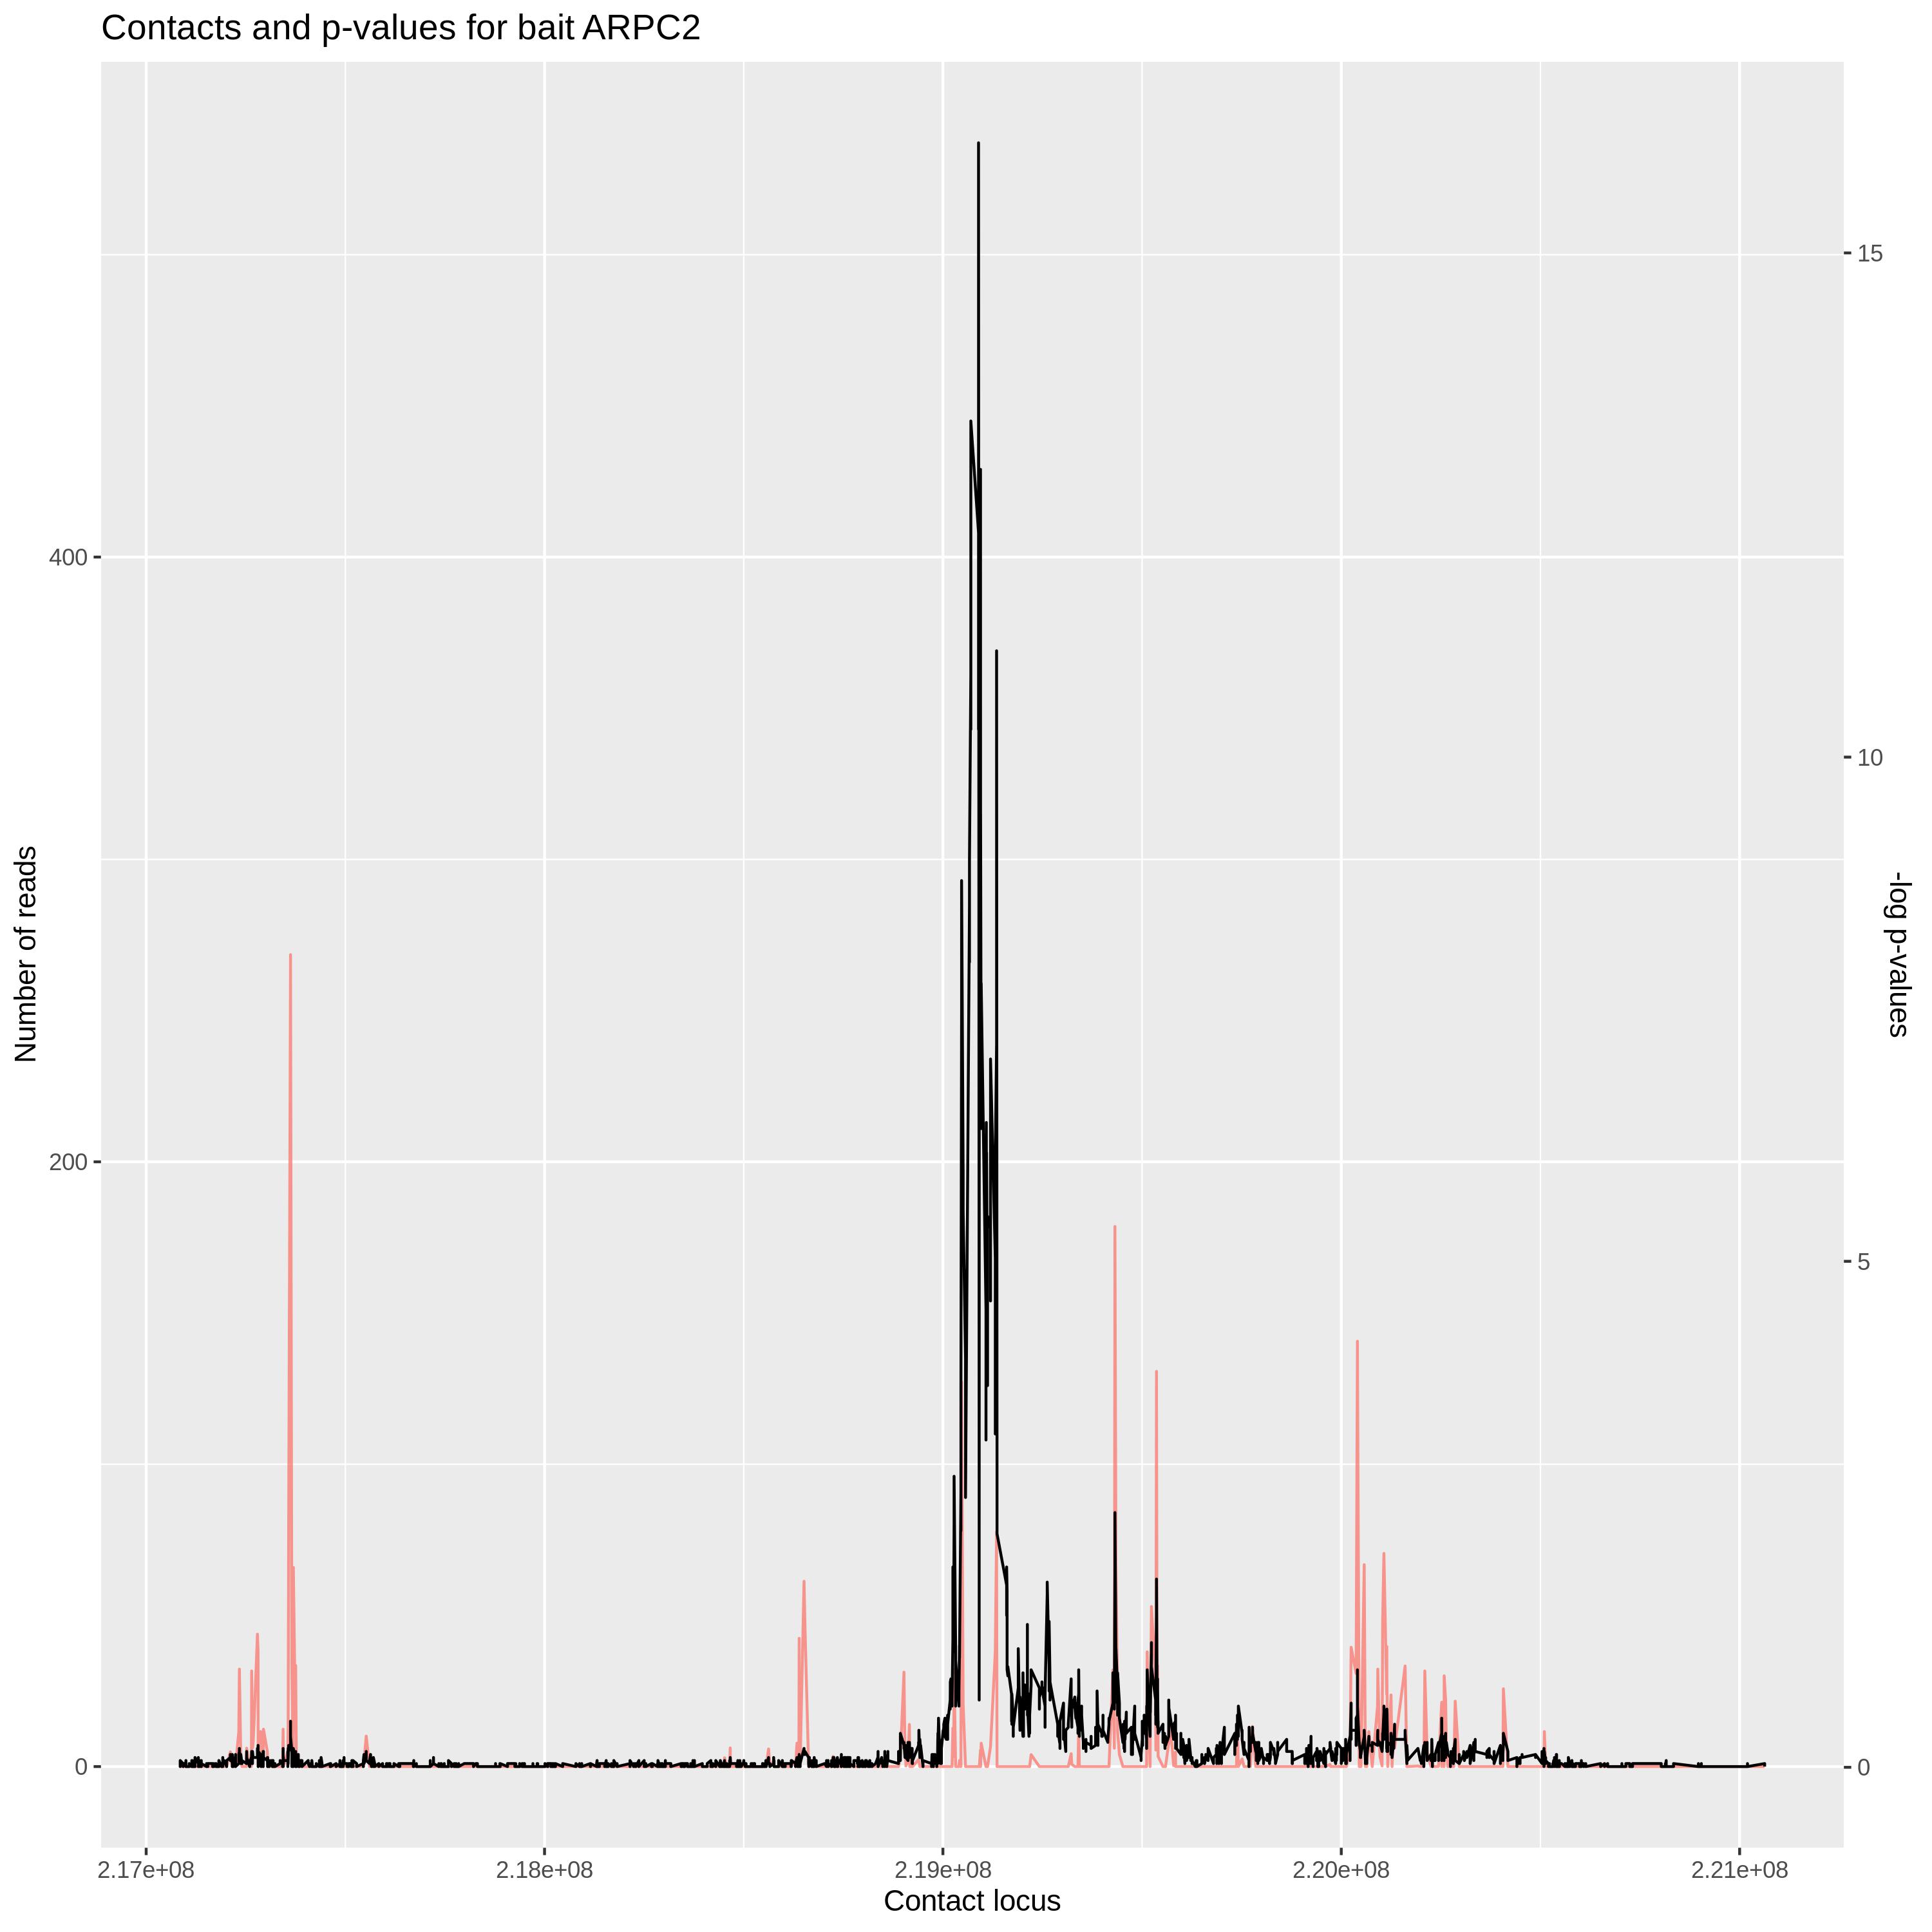 Contacts and p-values for bait ARPC2
15
400
10
Number of reads
-log p-values
200
5
0
0
2.17e+08
2.18e+08
2.19e+08
2.20e+08
2.21e+08
Contact locus